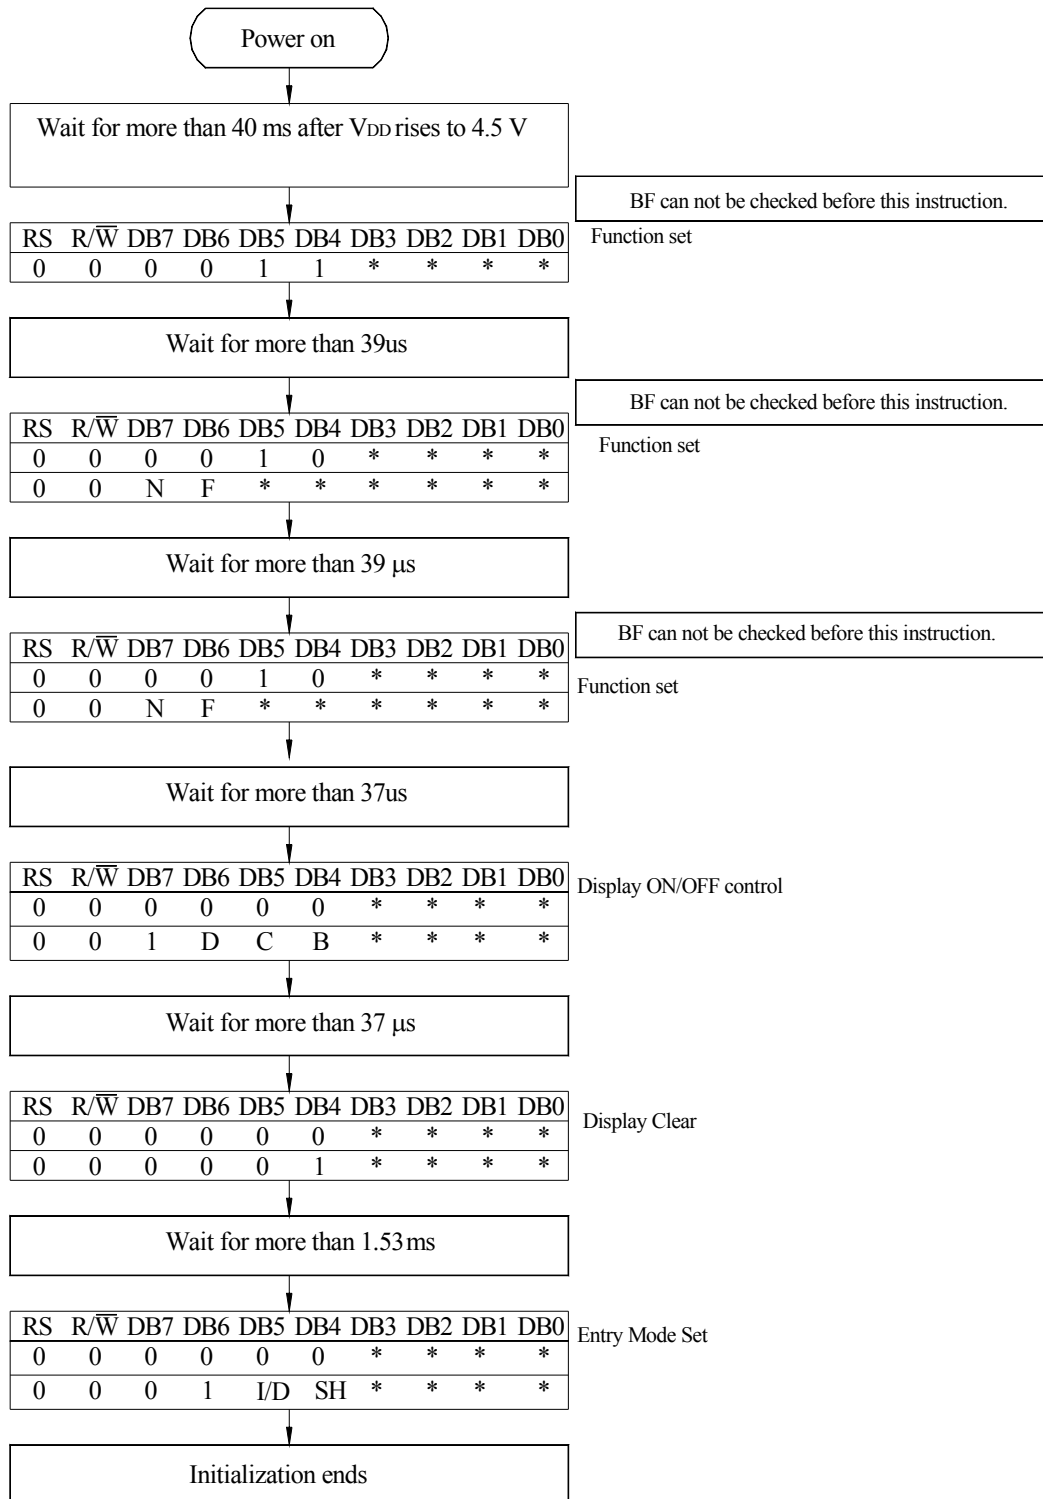 Power on
Wait for more than 40 ms after VDD rises to 4.5 V
BF can not be checked before this instruction.
RS R/W̅ DB7 DB6 DB5 DB4 DB3 DB2 DB1 DB0
Function set
0 0 0 0 1 1 * * * *
Wait for more than 39us
BF can not be checked before this instruction.
RS R/W̅ DB7 DB6 DB5 DB4 DB3 DB2 DB1 DB0
Function set
0 0 0 0 1 0 * * * *
0 0 N F * * * * * *
Wait for more than 39 μs
BF can not be checked before this instruction.
RS R/W̅ DB7 DB6 DB5 DB4 DB3 DB2 DB1 DB0
0 0 0 0 1 0 * * * *
Function set
0 0 N F * * * * * *
Wait for more than 37us
RS R/W̅ DB7 DB6 DB5 DB4 DB3 DB2 DB1 DB0
Display ON/OFF control
0 0 0 0 0 0 * * * *
0 0 1 D C B * * * *
Wait for more than 37 μs
RS R/W̅ DB7 DB6 DB5 DB4 DB3 DB2 DB1 DB0
Display Clear
0 0 0 0 0 0 * * * *
0 0 0 0 0 1 * * * *
Wait for more than 1.53ms
RS R/W̅ DB7 DB6 DB5 DB4 DB3 DB2 DB1 DB0
Entry Mode Set
0 0 0 0 0 0 * * * *
0 0 0 1 I/D SH * * * *
Initialization ends